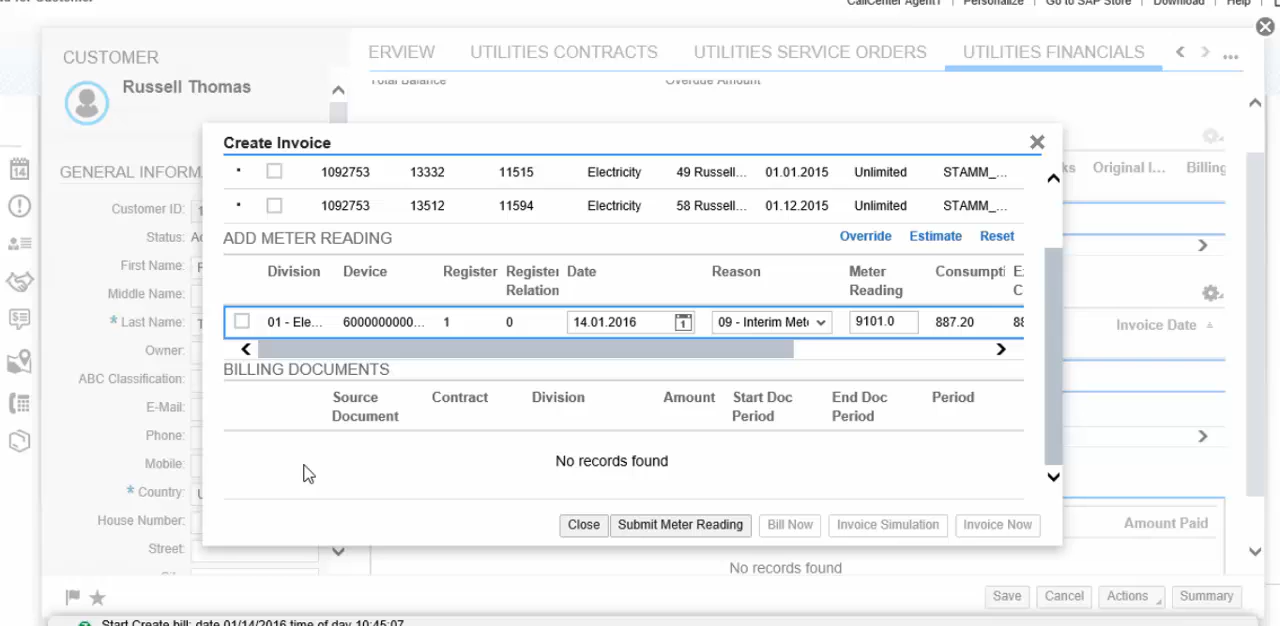 CallCenter Agent1 | Personalize | Go to SAP Store | Download | Help
for Customer
CUSTOMER
Russell Thomas
ERVIEW UTILITIES CONTRACTS UTILITIES SERVICE ORDERS UTILITIES FINANCIALS ...
Total Balance Overdue Amount
GENERAL INFORM
Customer ID: 1
Status: Ac
First Name: F
Middle Name:
* Last Name: T
Owner:
ABC Classification:
E-Mail:
Phone:
Mobile:
* Country: U
House Number:
Street:
14
Create Invoice
1092753 13332 11515 Electricity 49 Russell... 01.01.2015 Unlimited STAMM_...
1092753 13512 11594 Electricity 58 Russell... 01.12.2015 Unlimited STAMM_...
ADD METER READING Override Estimate Reset
Division Device Register Register Relation Date Reason Meter Reading Consumpti E: C
01 - Ele... 6000000000... 1 0 14.01.2016 1 09 - Interim Met 9101.0 887.20 88
BILLING DOCUMENTS
Source Document Contract Division Amount Start Doc Period End Doc Period Period
No records found
Close Submit Meter Reading Bill Now Invoice Simulation Invoice Now
ks Original I... Billing
Invoice Date
Amount Paid
No records found
Save Cancel Actions Summary
Start Create bill: date 01/14/2016 time of day 10:45:07